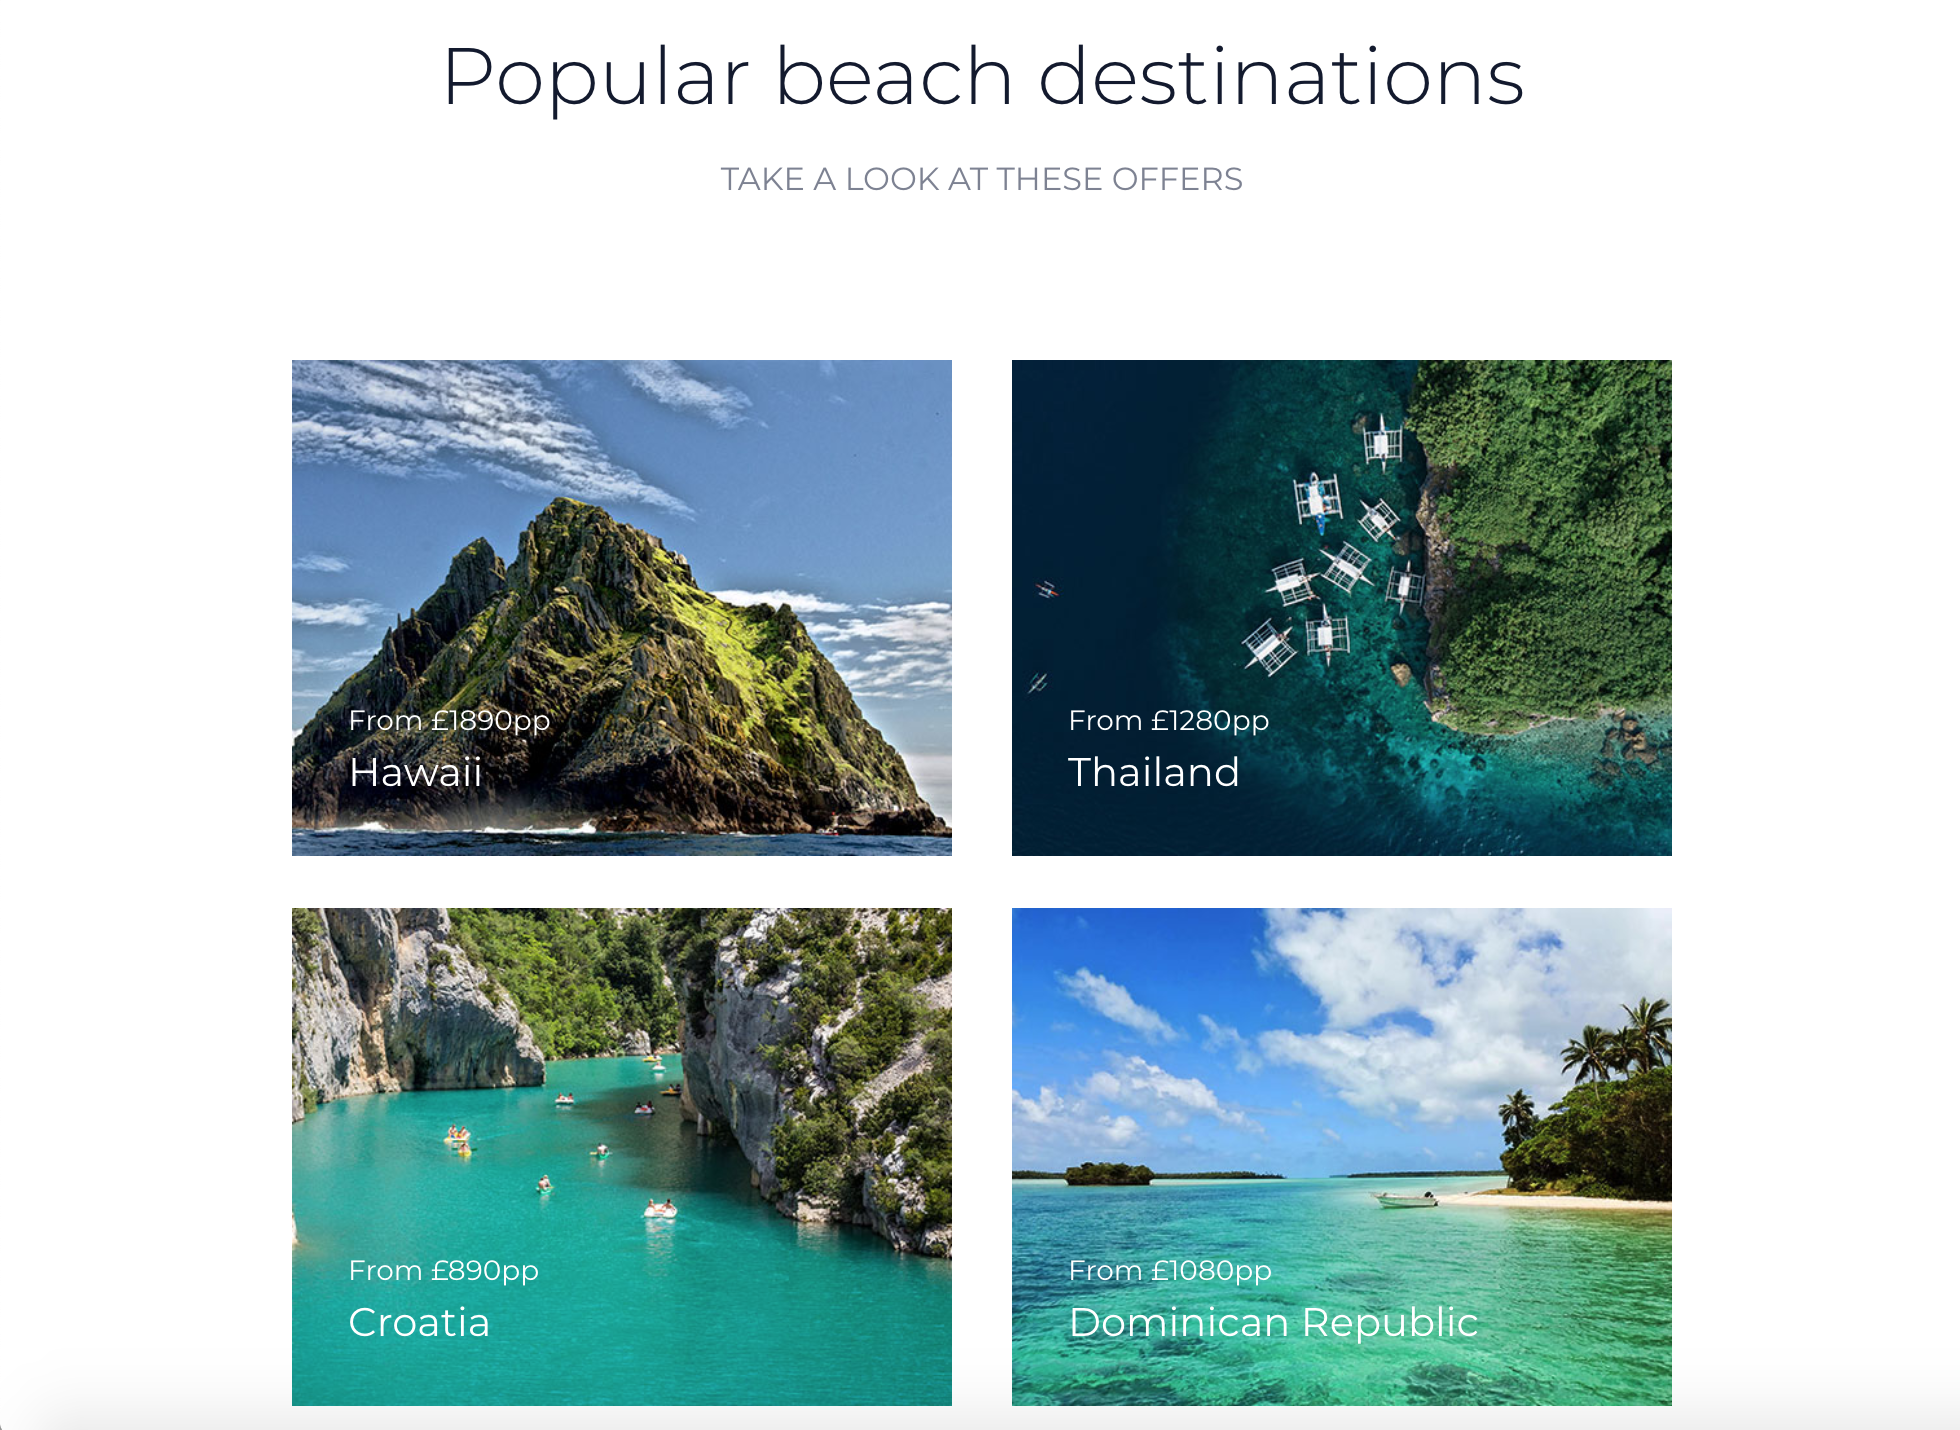 Popular beach destinations
TAKE A LOOK AT THESE OFFERS
From £1890pp
Hawaii
From £1280pp
Thailand
From £890pp
Croatia
From £1080pp
Dominican Republic